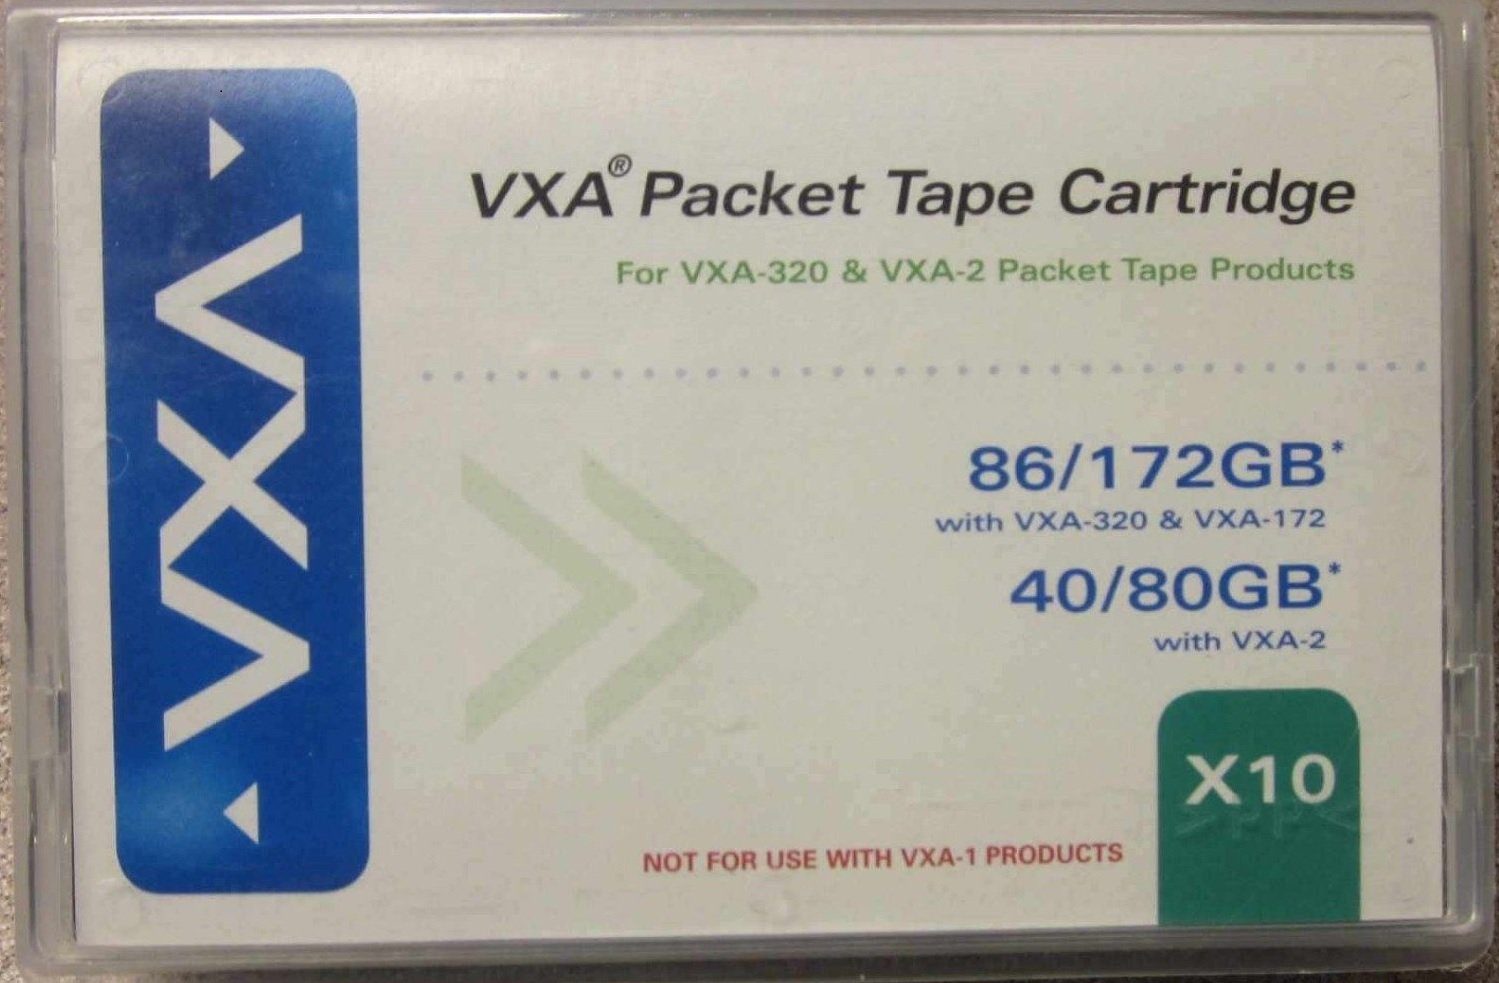 VXA
VXA® Packet Tape Cartridge
For VXA-320 & VXA-2 Packet Tape Products
86/172GB*
with VXA-320 & VXA-172
40/80GB*
with VXA-2
X10
NOT FOR USE WITH VXA-1 PRODUCTS